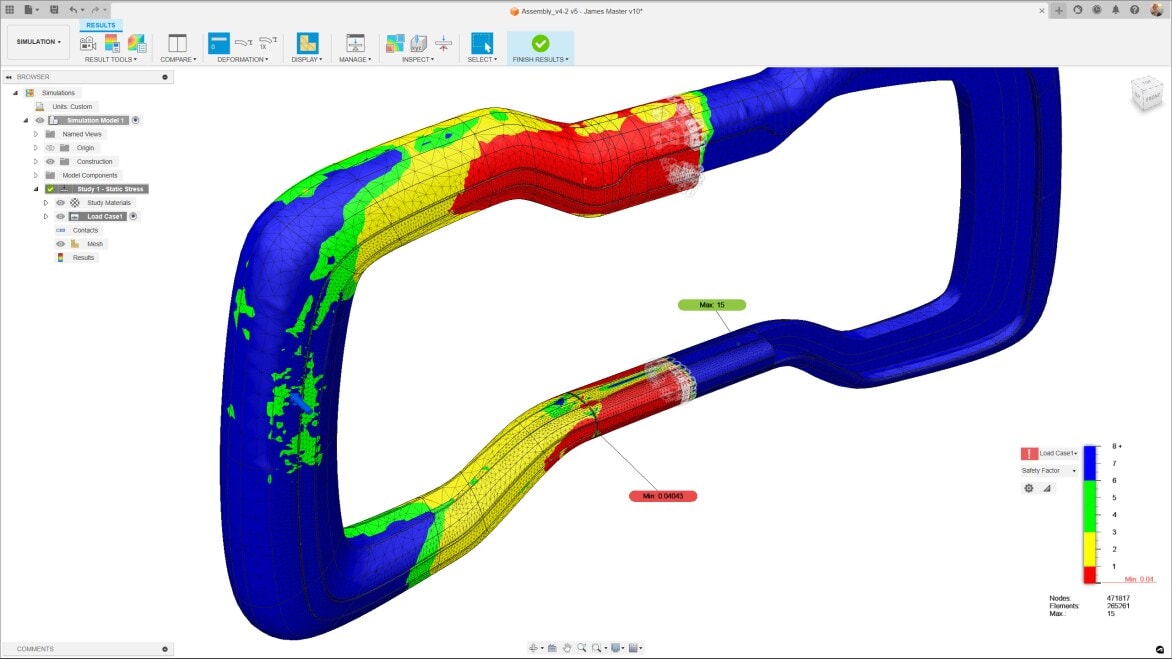 Assembly_v4-2 v5 - James Master v10*
RESULTS
SIMULATION
RESULT TOOLS
COMPARE
DEFORMATION
DISPLAY
MANAGE
INSPECT
SELECT
FINISH RESULTS
BROWSER
Simulations
Units: Custom
Simulation Model 1
Named Views
Origin
Construction
Model Components
Study 1 - Static Stress
Study Materials
Load Case1
Contacts
Mesh
Results
TOP
FRONT
Max: 15
Min: 0.04043
Load Case1
Safety Factor
8 +
7
6
5
4
3
2
1
Min: 0.04
Nodes: 471817
Elements: 265261
Max.: 15
COMMENTS